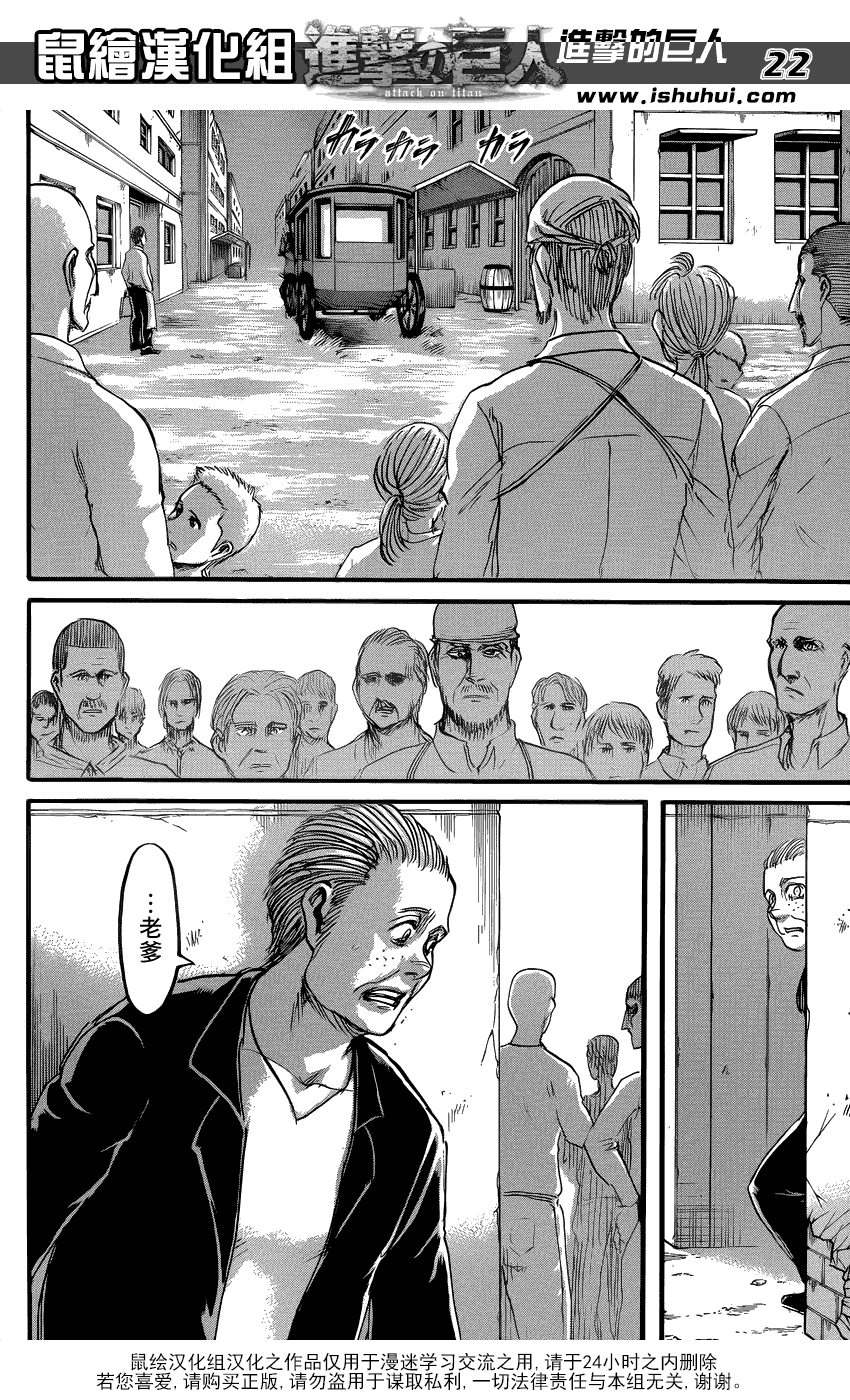 鼠繪漢化組
進撃の巨人
attack on titan
進擊的巨人
22
www.ishuhui.com
ガラ
ガラ
ガラ
…老爹
鼠绘汉化组汉化之作品仅用于漫迷学习交流之用, 请于24小时之内删除
若您喜爱, 请购买正版, 请勿盗用于谋取私利, 一切法律责任与本组无关, 谢谢。